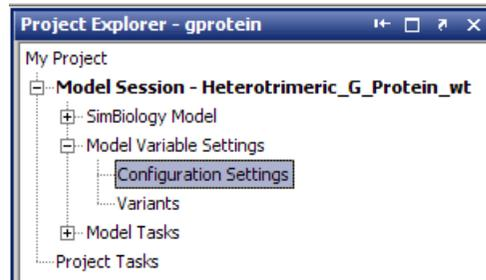 Project Explorer - gprotein
My Project
Model Session - Heterotrimeric_G_Protein_wt
SimBiology Model
Model Variable Settings
Configuration Settings
Variants
Model Tasks
Project Tasks